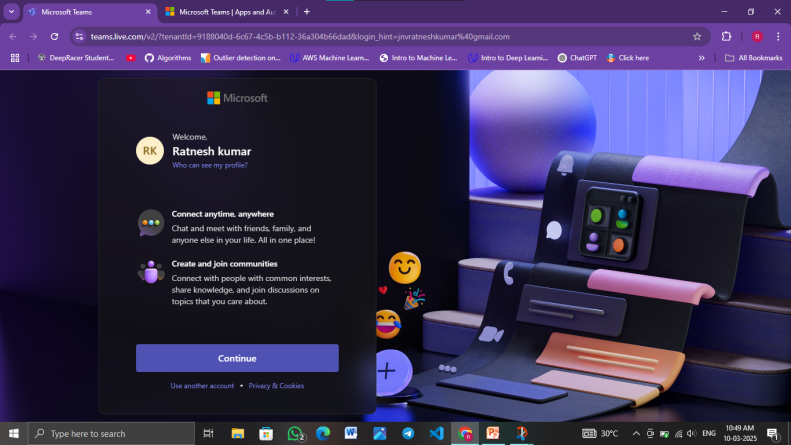 Microsoft Teams
Microsoft Teams | Apps and Au
teams.live.com/v2/?tenantId=9188040d-6c67-4c5b-b112-36a304b66dad&login_hint=jnvratneshkumar%40gmail.com
R
DeepRacer Student...
Algorithms
Outlier detection on...
AWS Machine Learn...
Intro to Machine Le...
Intro to Deep Learni...
ChatGPT
Click here
All Bookmarks
Microsoft
RK
Welcome,
Ratnesh kumar
Who can see my profile?
Connect anytime, anywhere
Chat and meet with friends, family, and
anyone else in your life. All in one place!
Create and join communities
Connect with people with common interests,
share knowledge, and join discussions on
topics that you care about.
Continue
Use another account • Privacy & Cookies
Type here to search
2
30°C
ENG
10:49 AM
10-03-2025
1